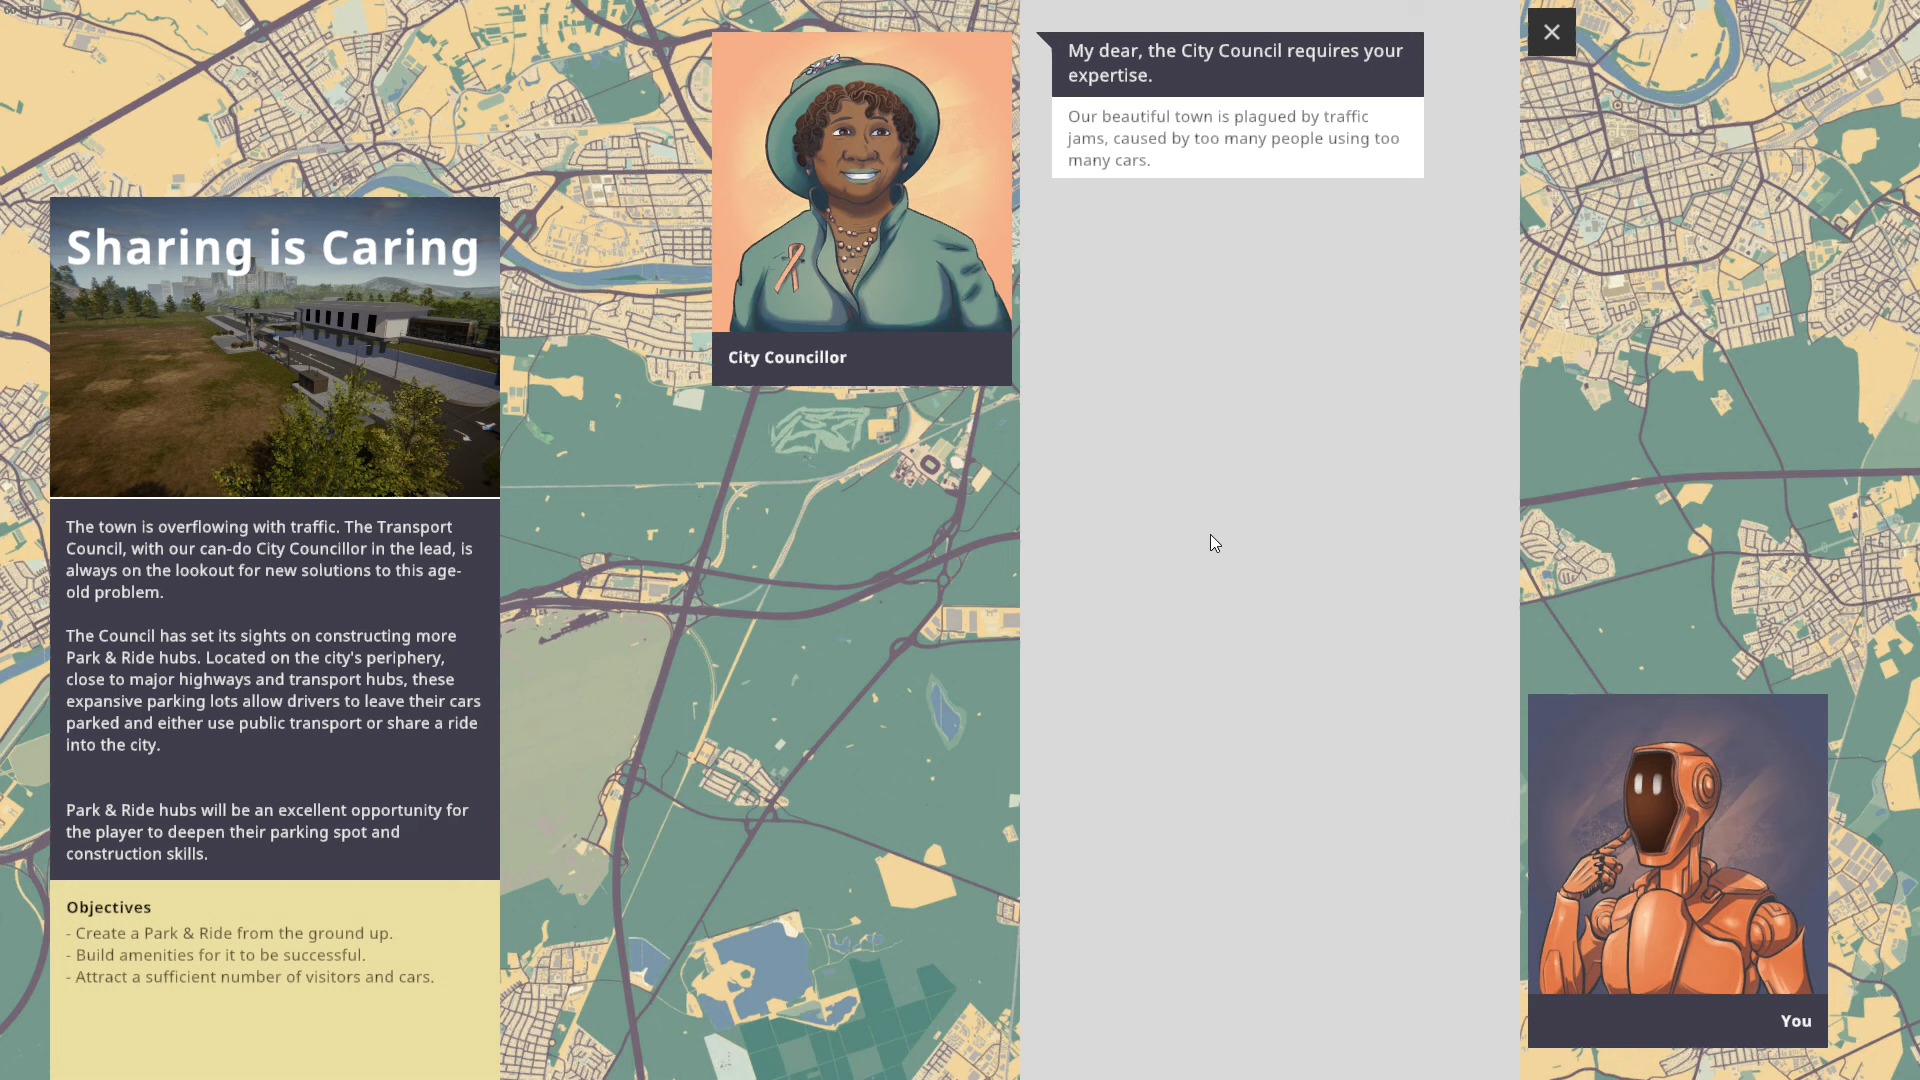 60 FPS
Sharing is Caring
The town is overflowing with traffic. The Transport
Council, with our can-do City Councillor in the lead, is
always on the lookout for new solutions to this age-
old problem.
The Council has set its sights on constructing more
Park & Ride hubs. Located on the city's periphery,
close to major highways and transport hubs, these
expansive parking lots allow drivers to leave their cars
parked and either use public transport or share a ride
into the city.
Park & Ride hubs will be an excellent opportunity for
the player to deepen their parking spot and
construction skills.
Objectives
- Create a Park & Ride from the ground up.
- Build amenities for it to be successful.
- Attract a sufficient number of visitors and cars.
City Councillor
My dear, the City Council requires your
expertise.
Our beautiful town is plagued by traffic
jams, caused by too many people using too
many cars.
You